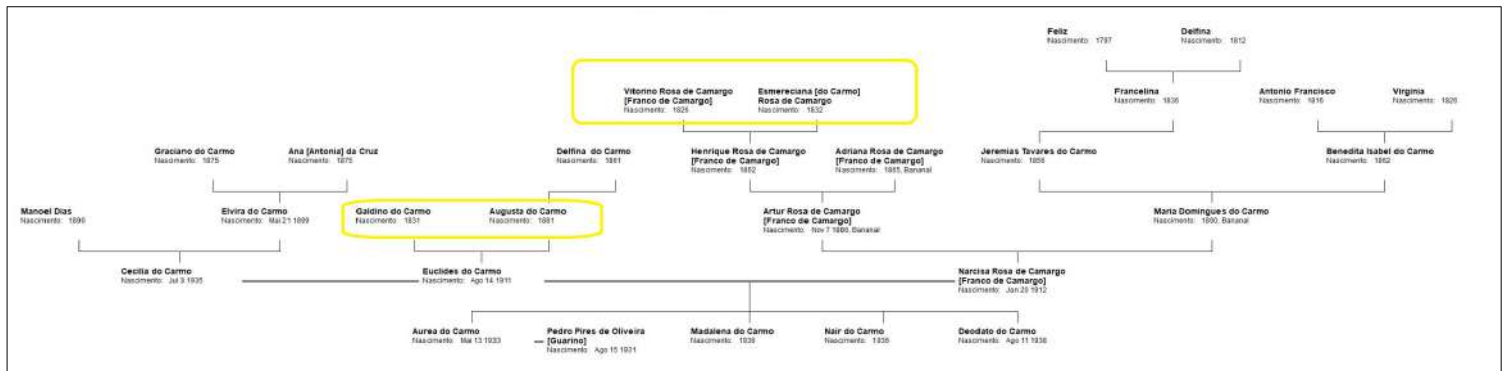 Feliz
Nascimento: 1787
Delfina
Nascimento: 1812
Vitorino Rosa de Camargo
[Franco de Camargo]
Nascimento: 1826
Esmereciana [do Carmo]
Rosa de Camargo
Nascimento: 1832
Francelina
Nascimento: 1836
Antonio Francisco
Nascimento: 1816
Virginia
Nascimento: 1826
Graciano do Carmo
Nascimento: 1875
Ana [Antonia] da Cruz
Nascimento: 1875
Delfina do Carmo
Nascimento: 1861
Henrique Rosa de Camargo
[Franco de Camargo]
Nascimento: 1862
Adriana Rosa de Camargo
[Franco de Camargo]
Nascimento: 1865, Bananal
Jeremias Tavares do Carmo
Nascimento: 1856
Benedita Isabel do Carmo
Nascimento: 1862
Manoel Dias
Nascimento: 1890
Elvira do Carmo
Nascimento: Mai 21 1899
Galdino do Carmo
Nascimento: 1831
Augusta do Carmo
Nascimento: 1881
Artur Rosa de Camargo
[Franco de Camargo]
Nascimento: Nov 7 1886, Bananal
Maria Domingues do Carmo
Nascimento: 1890, Bananal
Cecília do Carmo
Nascimento: Jul 3 1935
Euclides do Carmo
Nascimento: Ago 14 1911
Narcisa Rosa de Camargo
[Franco de Camargo]
Nascimento: Jan 20 1912
Aurea do Carmo
Nascimento: Mai 13 1933
Pedro Pires de Oliveira
[Guarino]
Nascimento: Ago 15 1931
Madalena do Carmo
Nascimento: 1936
Nair do Carmo
Nascimento: 1936
Deodato do Carmo
Nascimento: Ago 11 1938